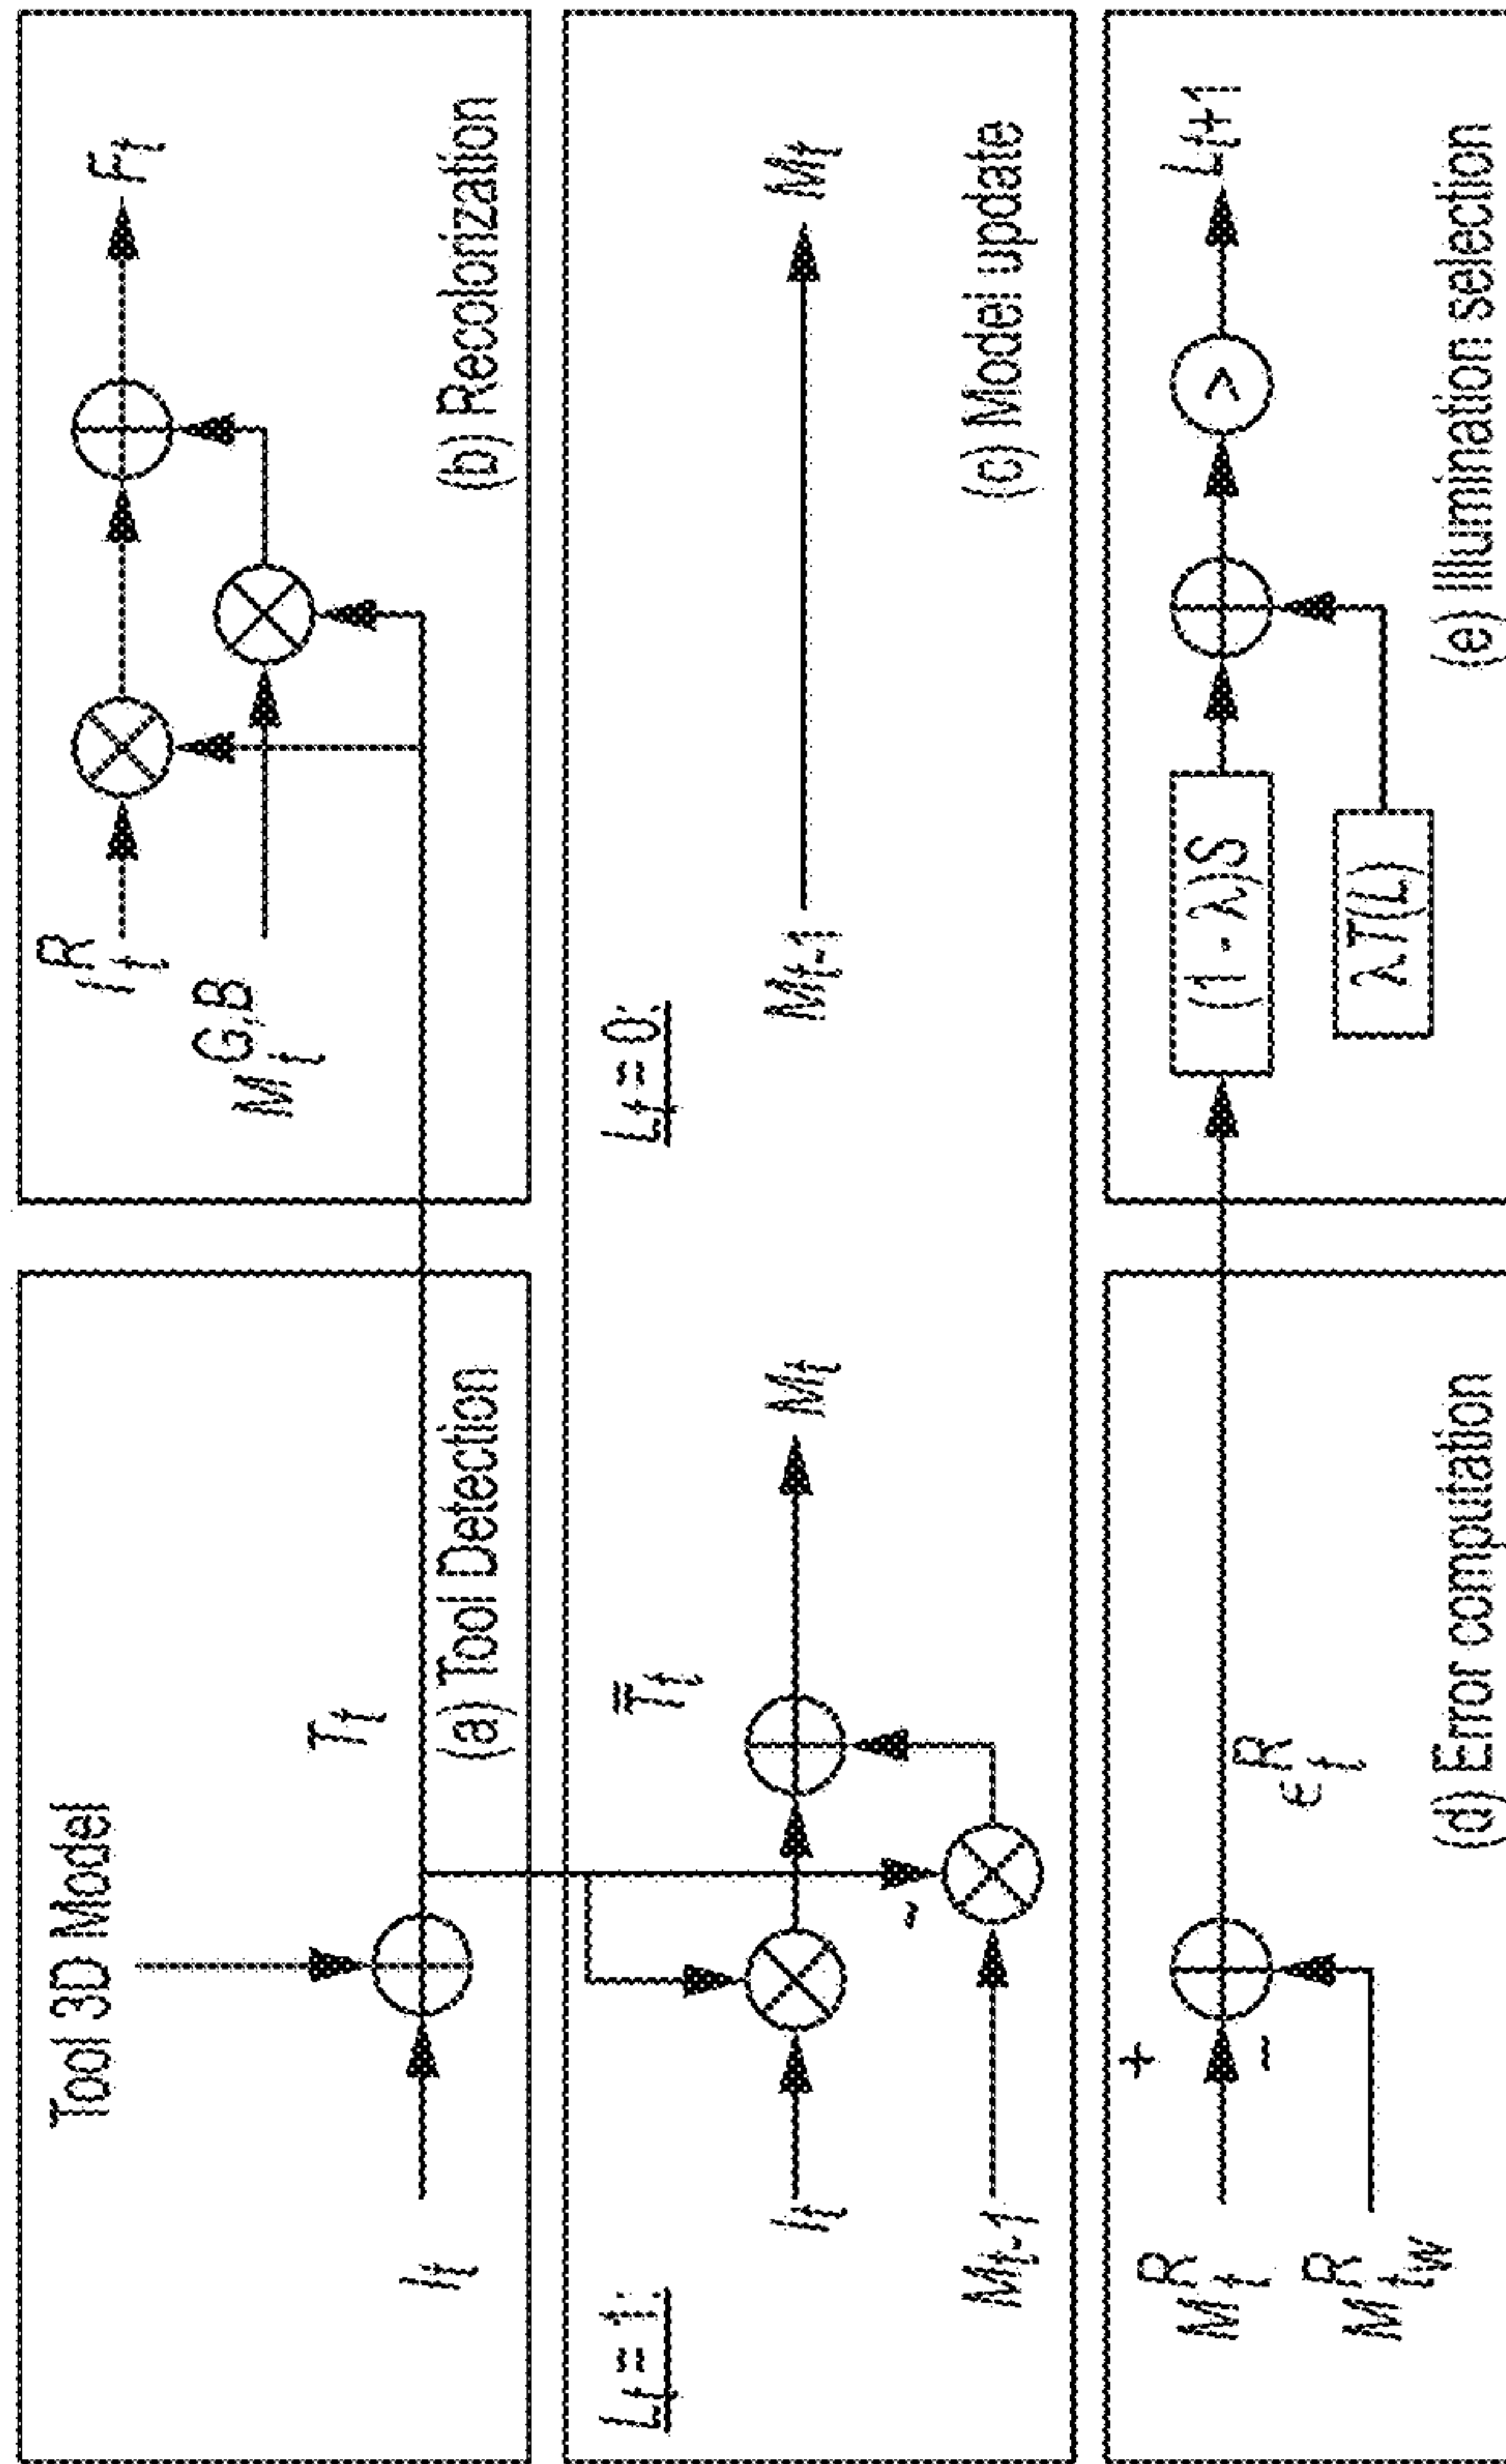 Tool 3D Model
I_t
T_t
(a) Tool Detection
I_t^R
M_t^{G,B}
F_t
(b) Recolorization
L_t = 1:
I_t
M_{t-1}
~
T̄_t
M_t
L_t = 0:
M_{t-1}
M_t
(c) Model update
M_t^R
+
-
M_{t_w}^R
ϵ_t^R
(d) Error computation
(1 - λ)S
λT(L)
>
L_{t+1}
(e) Illumination selection